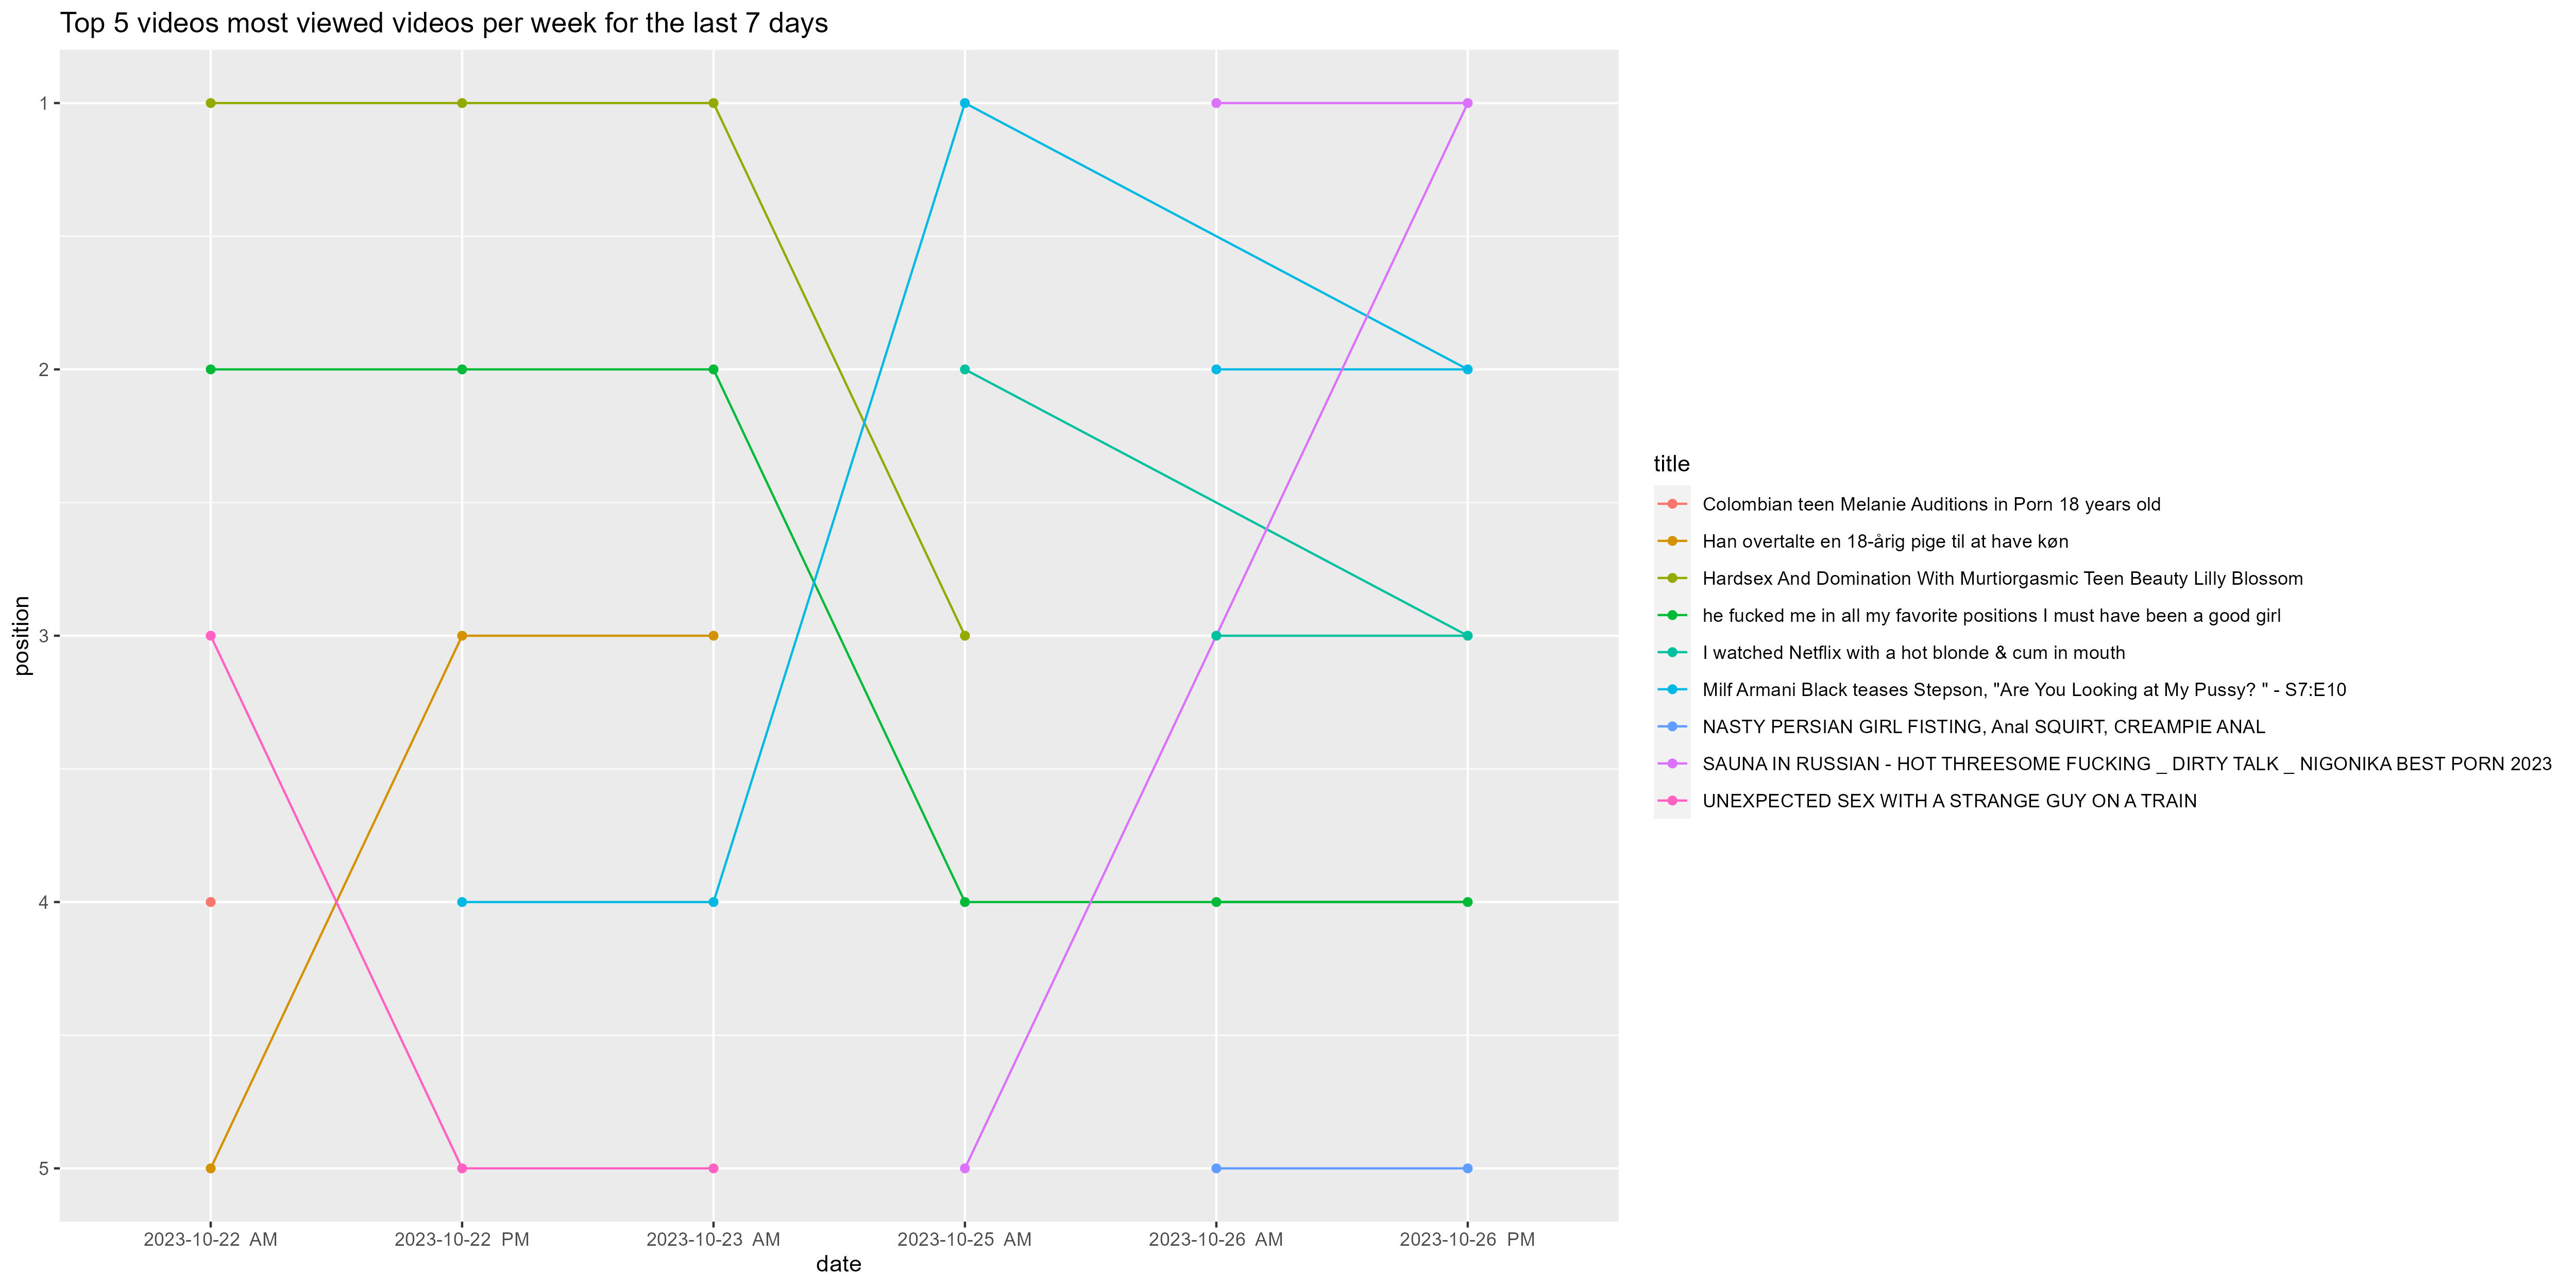 Top 5 videos most viewed videos per week for the last 7 days
position
1
2
3
4
5
2023-10-22 AM
2023-10-22 PM
2023-10-23 AM
2023-10-25 AM
2023-10-26 AM
2023-10-26 PM
date
title
Colombian teen Melanie Auditions in Porn 18 years old
Han overtalte en 18-årig pige til at have køn
Hardsex And Domination With Murtiorgasmic Teen Beauty Lilly Blossom
he fucked me in all my favorite positions I must have been a good girl
I watched Netflix with a hot blonde & cum in mouth
Milf Armani Black teases Stepson, "Are You Looking at My Pussy? " - S7:E10
NASTY PERSIAN GIRL FISTING, Anal SQUIRT, CREAMPIE ANAL
SAUNA IN RUSSIAN - HOT THREESOME FUCKING _ DIRTY TALK _ NIGONIKA BEST PORN 2023
UNEXPECTED SEX WITH A STRANGE GUY ON A TRAIN